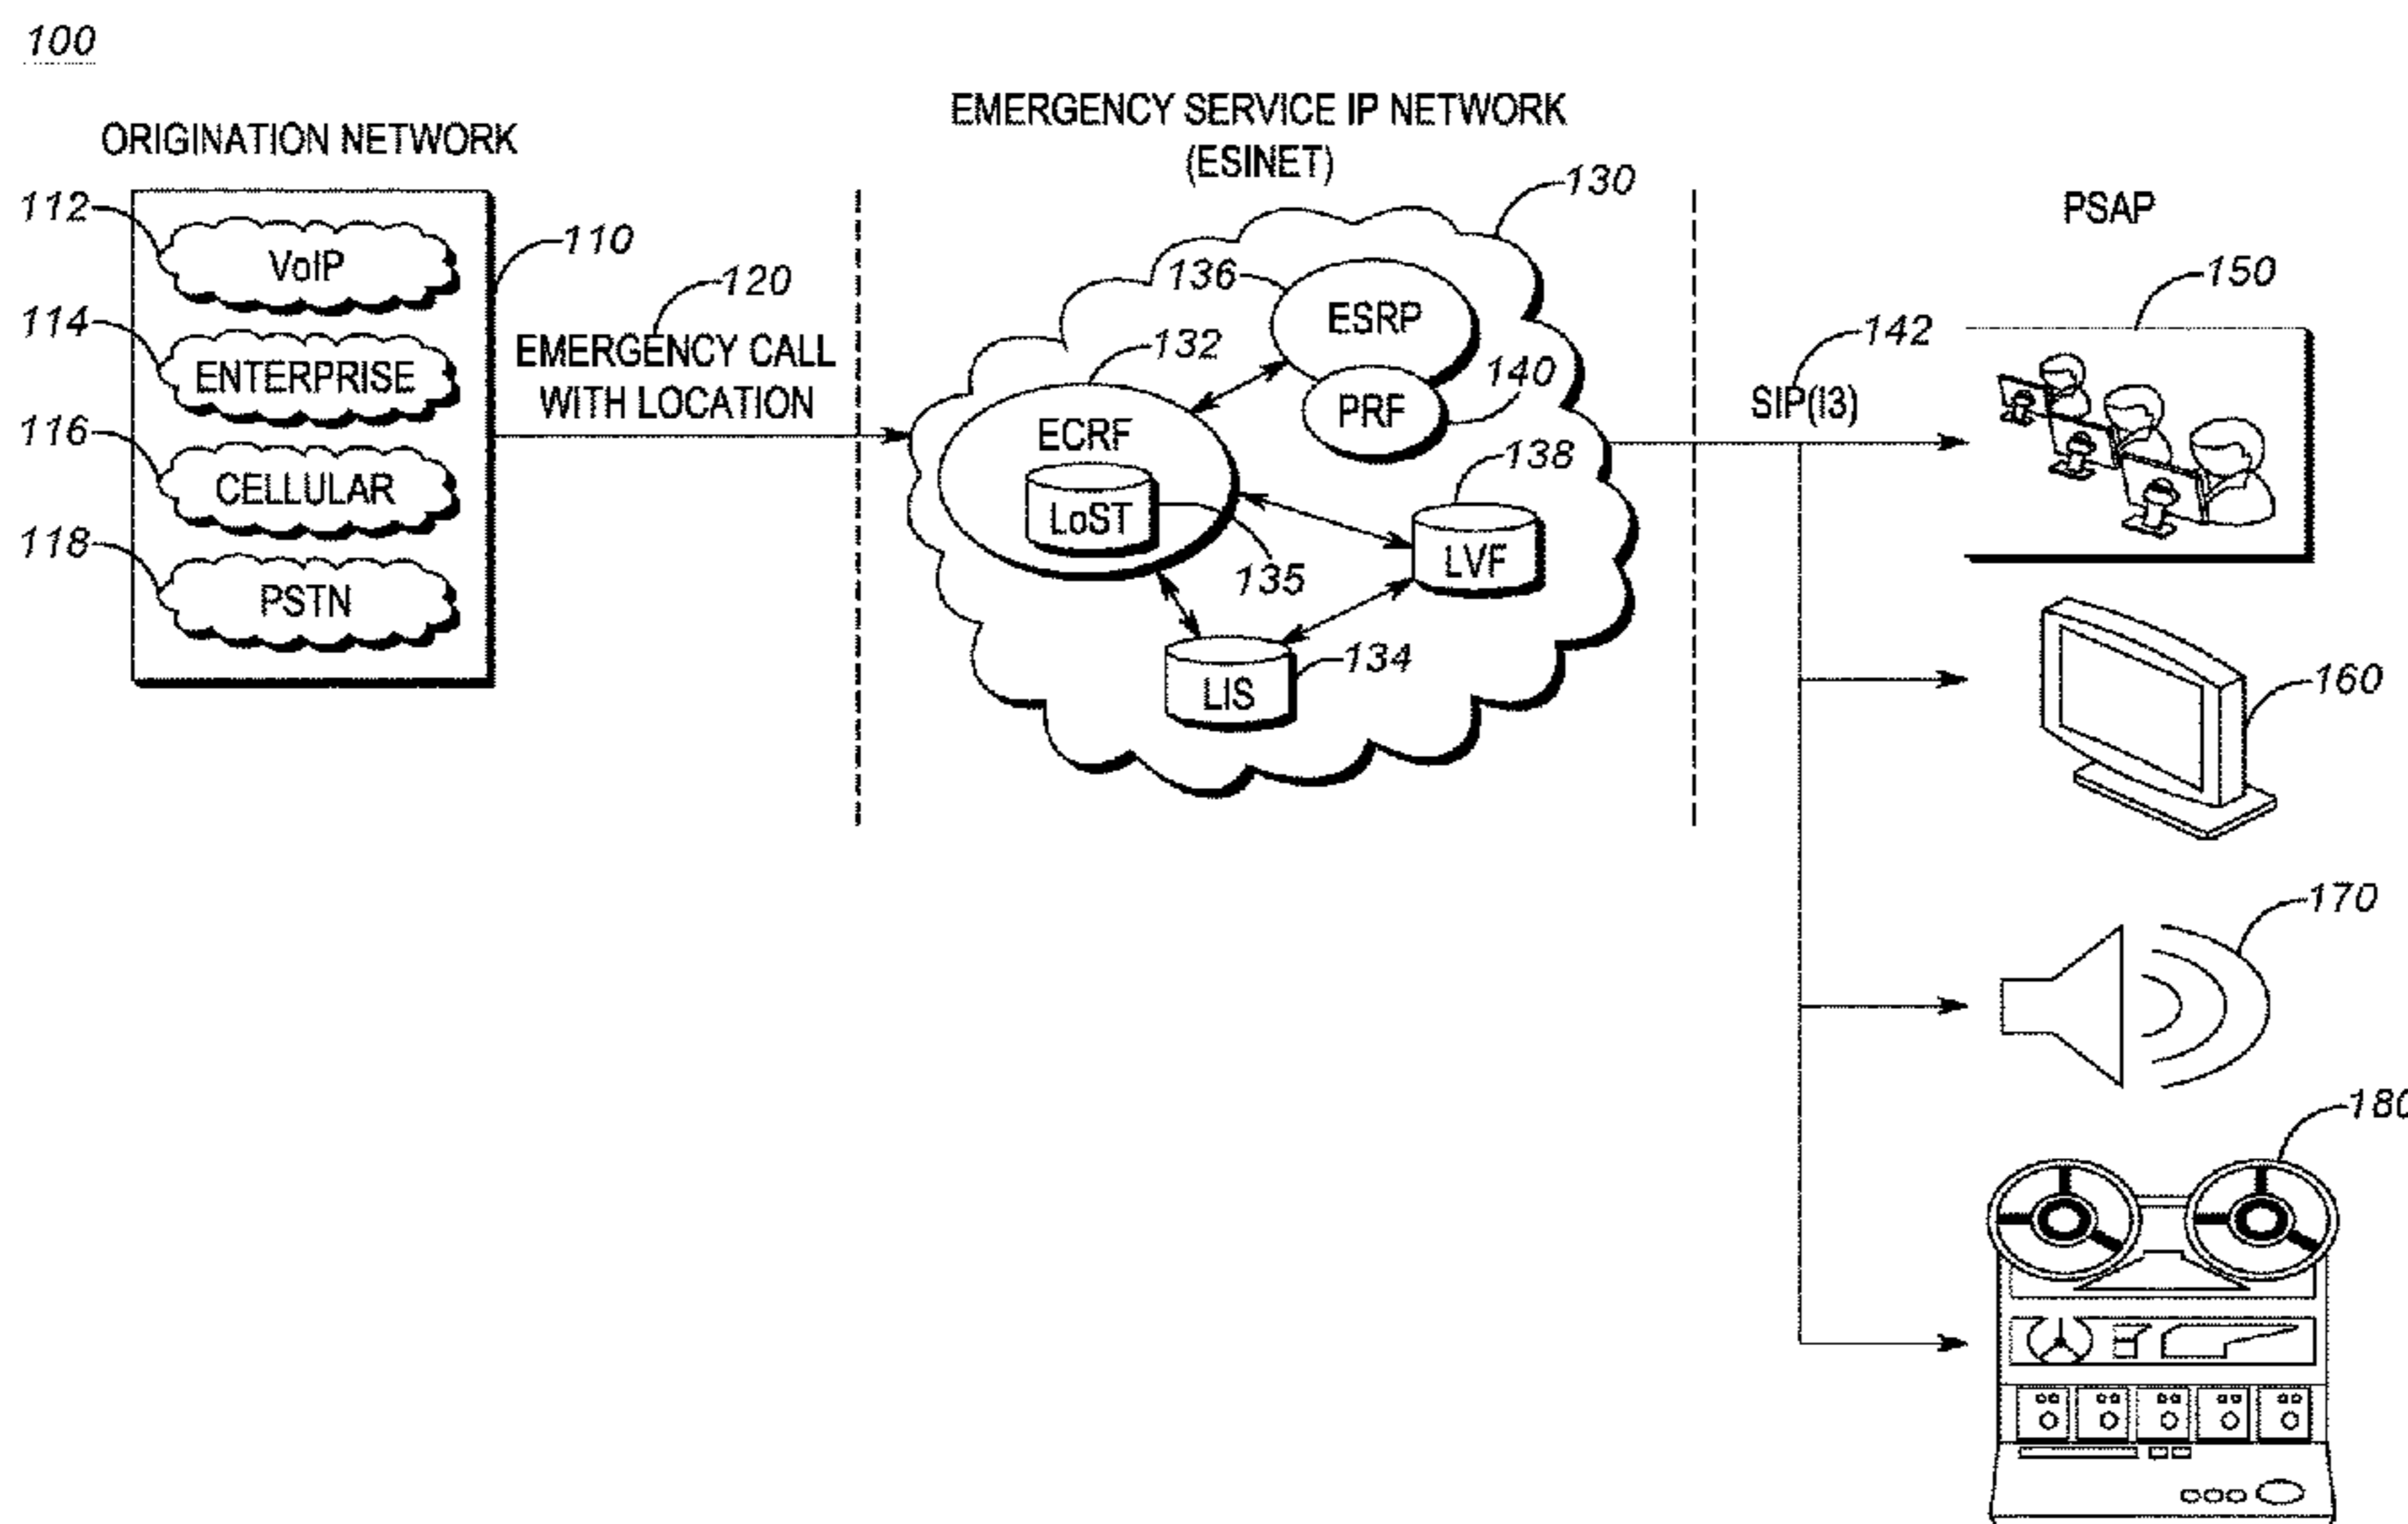 100
ORIGINATION NETWORK
112
VoIP
114
ENTERPRISE
116
CELLULAR
118
PSTN
110
120
EMERGENCY CALL
WITH LOCATION
EMERGENCY SERVICE IP NETWORK
(ESINET)
130
136
ESRP
132
140
PRF
ECRF
LoST
135
138
LVF
134
LIS
142
SIP(i3)
PSAP
150
160
170
180